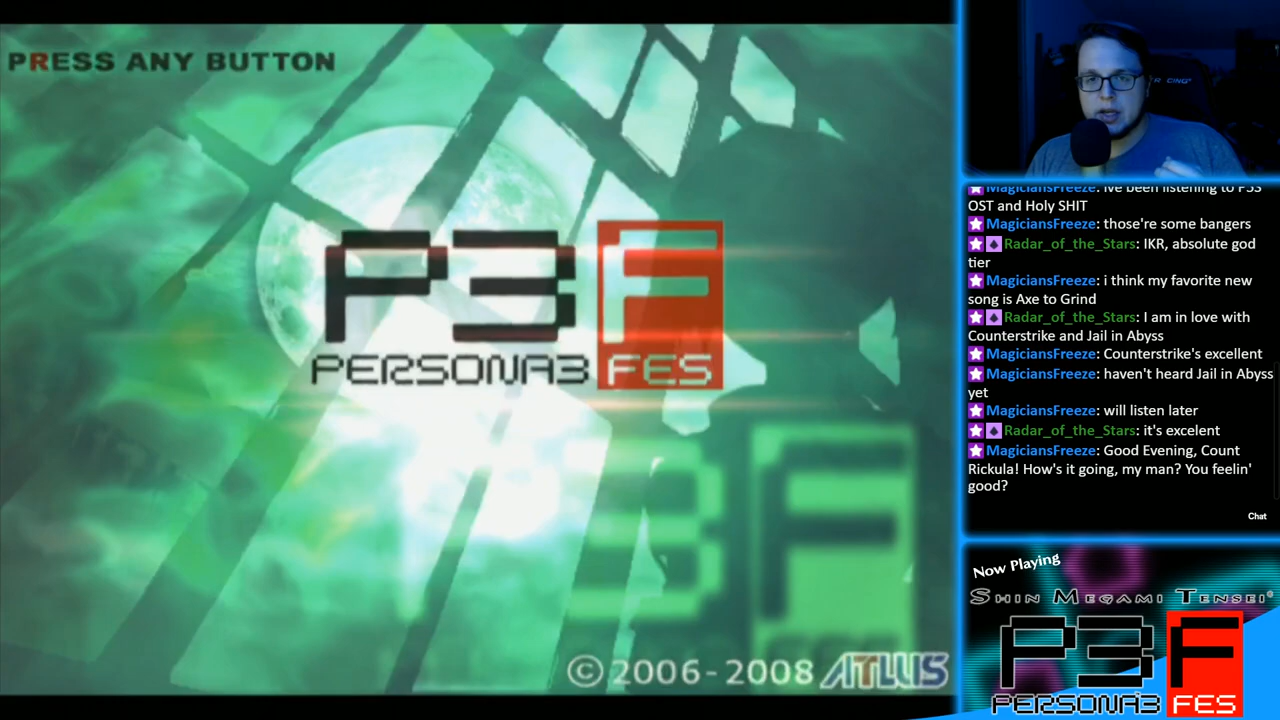 PRESS ANY BUTTON
P3F
PERSONA3 FES
3F
© 2006-2008 ATLUS
MagiciansFreeze: ive been listening to P5S
OST and Holy SHIT
MagiciansFreeze: those're some bangers
Radar_of_the_Stars: IKR, absolute god
tier
MagiciansFreeze: i think my favorite new
song is Axe to Grind
Radar_of_the_Stars: I am in love with
Counterstrike and Jail in Abyss
MagiciansFreeze: Counterstrike's excellent
MagiciansFreeze: haven't heard Jail in Abyss
yet
MagiciansFreeze: will listen later
Radar_of_the_Stars: it's excelent
MagiciansFreeze: Good Evening, Count
Rickula! How's it going, my man? You feelin'
good?
Chat
Now Playing
SHIN MEGAMI TENSEI
P3F
PERSONA3 FES